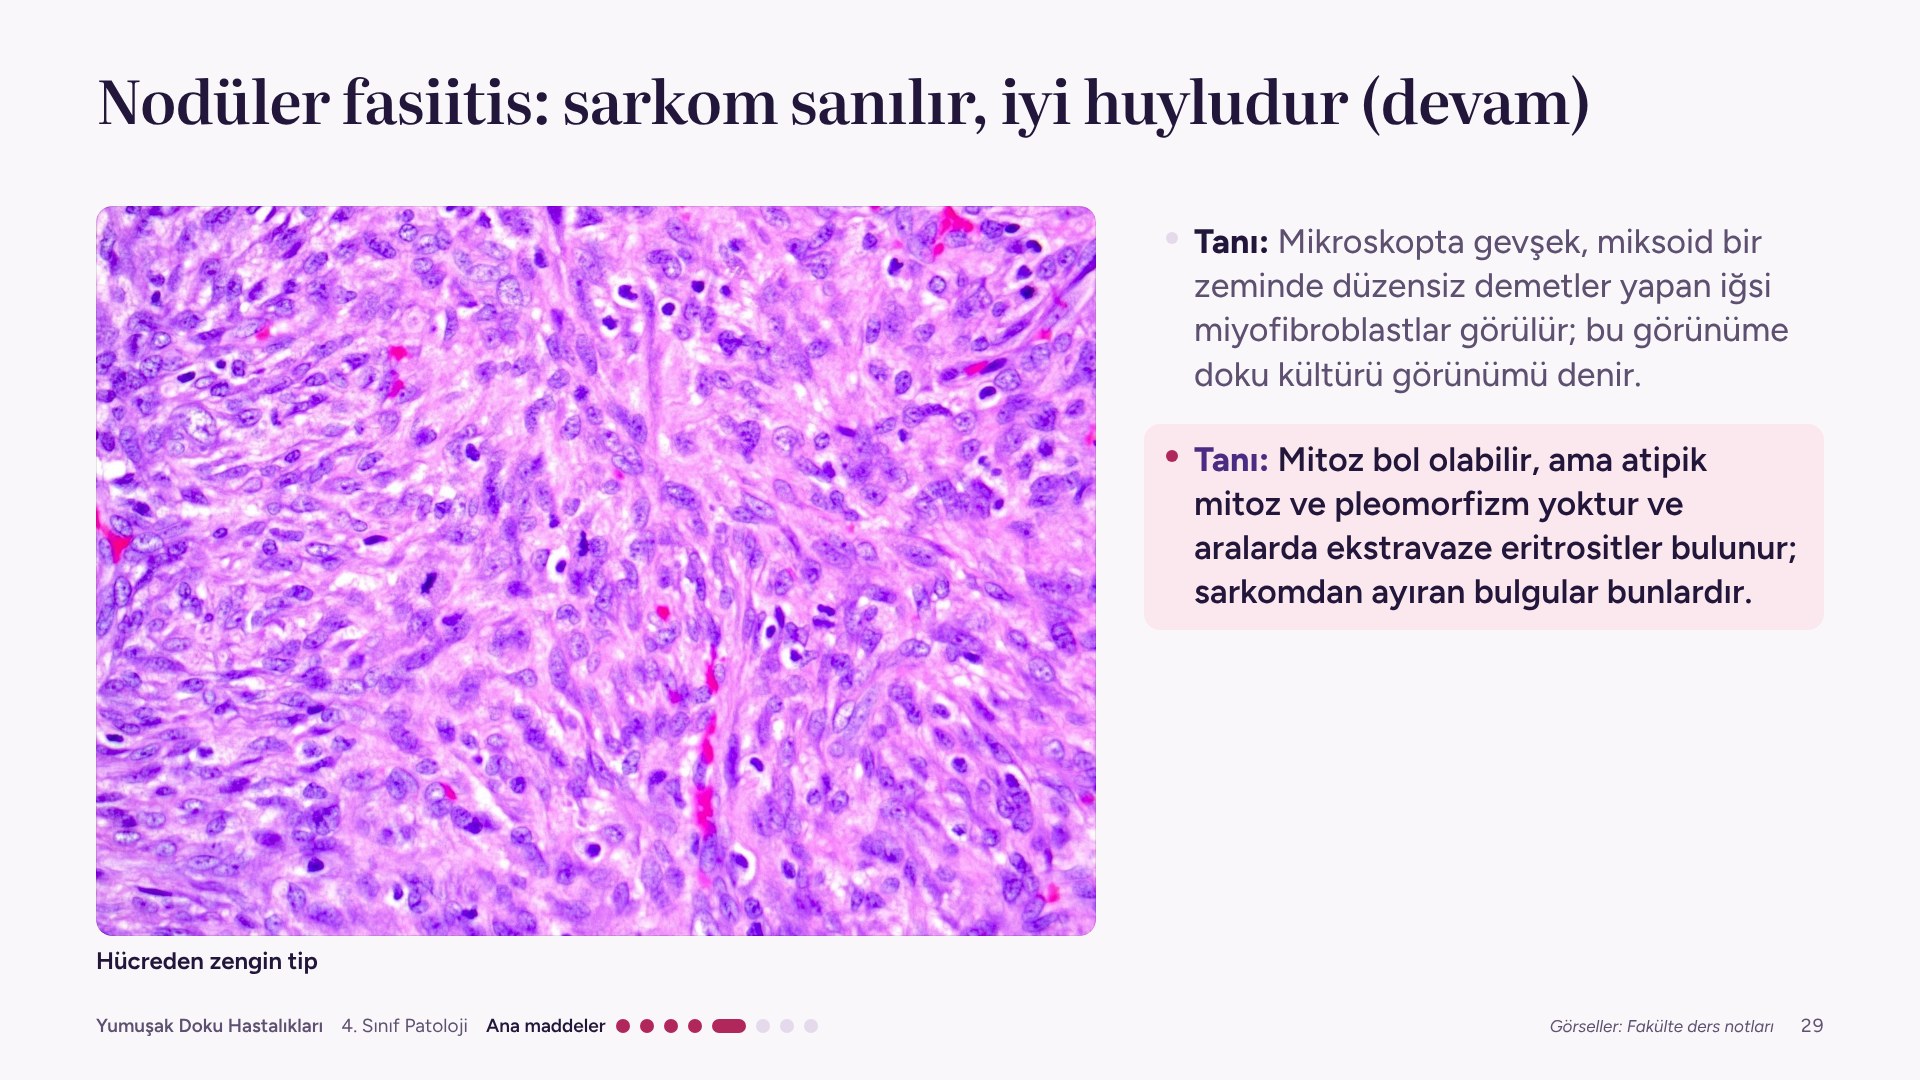 Nodüler fasiitis: sarkom sanılır, iyi huyludur (devam)
Tanı: Mikroskopta gevşek, miksoid bir
zeminde düzensiz demetler yapan iğsi
miyofibroblastlar görülür; bu görünüme
doku kültürü görünümü denir.
Tanı: Mitoz bol olabilir, ama atipik
mitoz ve pleomorfizm yoktur ve
aralarda ekstravaze eritrositler bulunur;
sarkomdan ayıran bulgular bunlardır.
Hücreden zengin tip
Yumuşak Doku Hastalıkları 4. Sınıf Patoloji Ana maddeler
Görseller: Fakülte ders notları 29